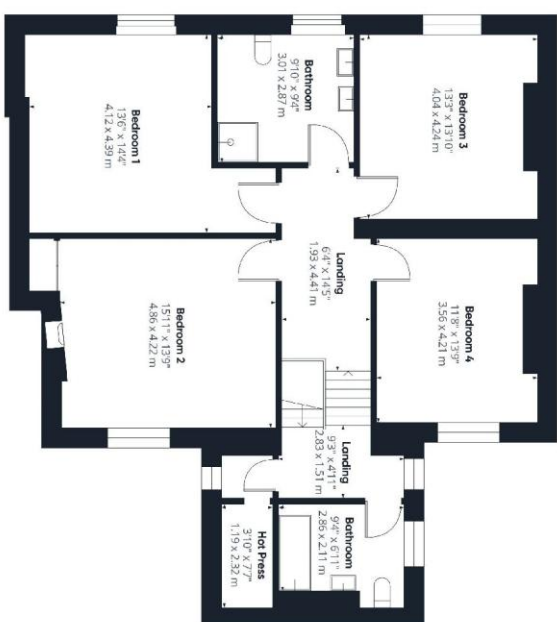 Bedroom 1
13'6" x 14'4"
4.12 x 4.39 m
Bathroom
9'10" x 9'4"
3.01 x 2.87 m
Bedroom 3
13'3" x 13'10"
4.04 x 4.24 m
Bedroom 2
15'11" x 13'9"
4.86 x 4.22 m
Landing
6'4" x 14'5"
1.93 x 4.41 m
Bedroom 4
11'8" x 13'9"
3.56 x 4.21 m
Landing
9'3" x 4'11"
2.83 x 1.51 m
Hot Press
3'10" x 7'7"
1.19 x 2.32 m
Bathroom
9'4" x 6'11"
2.86 x 2.11 m